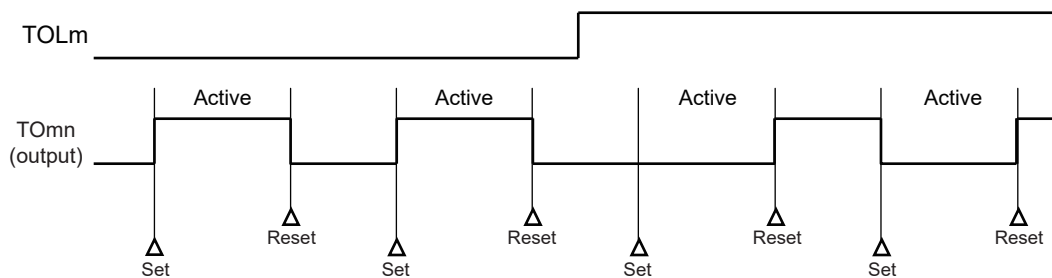 TOLm
Active Active Active Active
TOmn
(output)
Reset Reset Reset Reset
Set Set Set Set